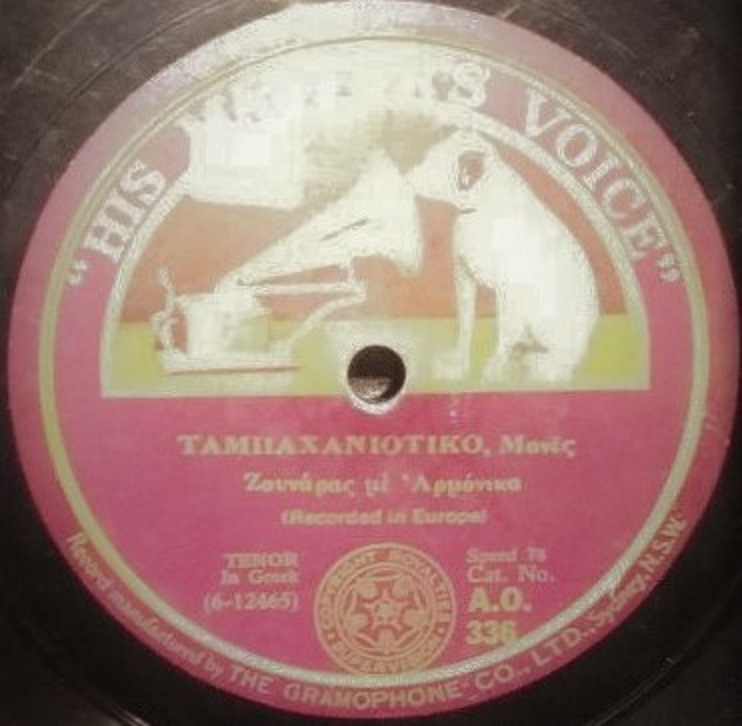 "HIS MASTER'S VOICE"
ΤΑΜΠΑΧΑΝΙΩΤΙΚΟ, Μανές
Ζουνάρας μὲ Ἁρμόνικα
(Recorded in Europe)
TENOR
In Greek
(6-12465)
COPYRIGHT ROYALTIES SUPERVISION
Speed 78
Cat. No.
A.O.
336
Record manufactured by THE GRAMOPHONE CO., LTD., Sydney, N.S.W.